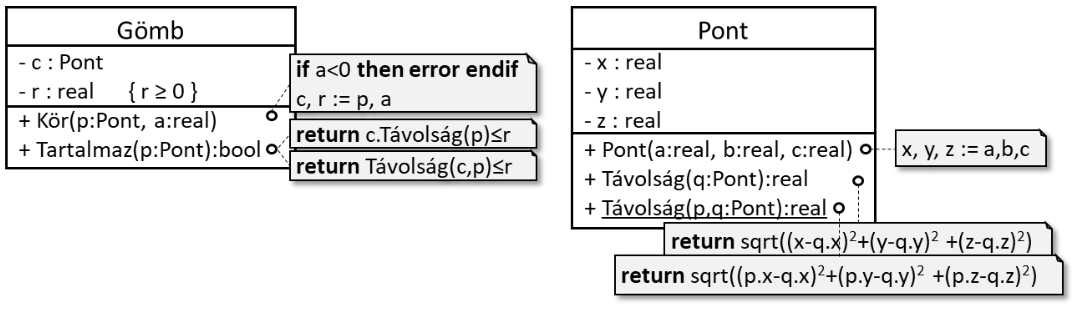 Gömb
- c : Pont
- r : real { r ≥ 0 }
+ Kör(p:Pont, a:real)
+ Tartalmaz(p:Pont):bool
if a<0 then error endif
c, r := p, a
return c.Távolság(p)≤r
return Távolság(c,p)≤r
Pont
- x : real
- y : real
- z : real
+ Pont(a:real, b:real, c:real)
+ Távolság(q:Pont):real
+ Távolság(p,q:Pont):real
x, y, z := a,b,c
return sqrt((x-q.x)²+(y-q.y)² +(z-q.z)²)
return sqrt((p.x-q.x)²+(p.y-q.y)² +(p.z-q.z)²)